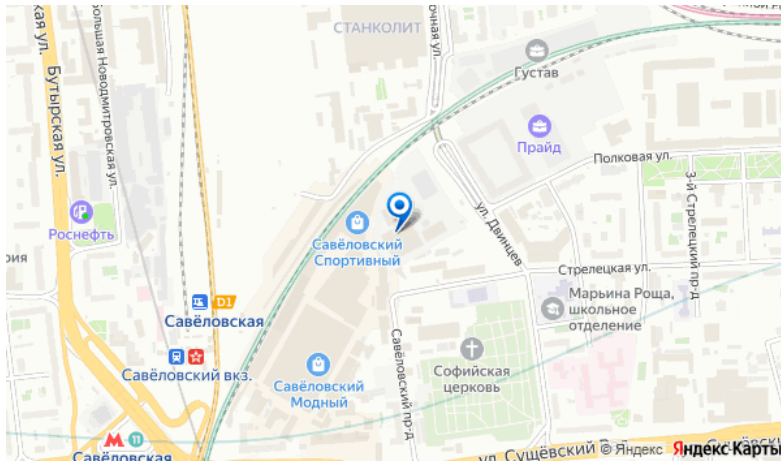 СТАНКОЛИТ
Бутырская ул.
Большая Новодмитровская ул.
Густав
Прайд
Полковая ул.
3-й Стрелецкий пр-д
ул. Двинцев
Роснефть
Савёловский
Спортивный
Стрелецкая ул.
D1
Савёловская
Марьина Роща,
школьное
отделение
Савёловский вкз.
Савёловский
Модный
Савёловский пр-д
Софийская
церковь
11
Савёловская
ул. Сущёвский
© Яндекс Яндекс Карты